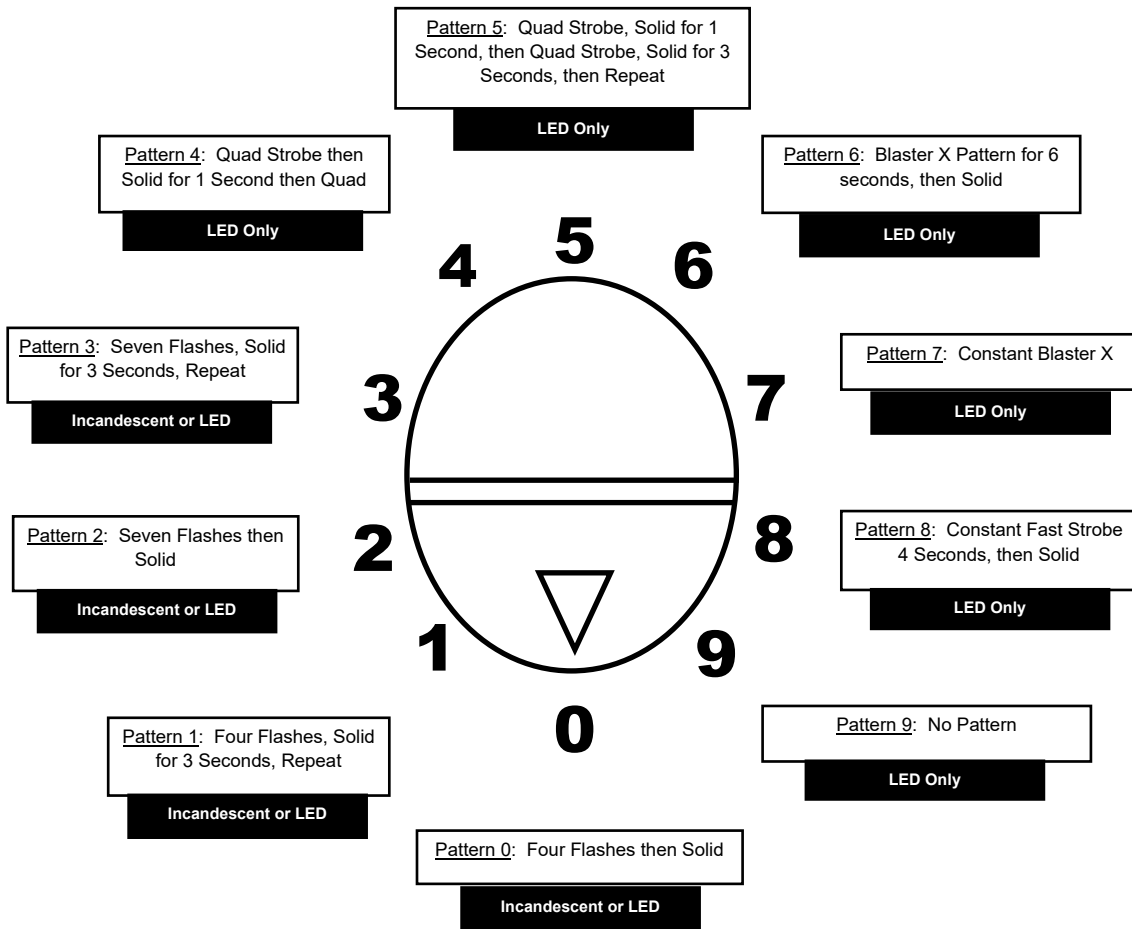 Pattern 5:  Quad Strobe, Solid for 1
Second, then Quad Strobe, Solid for 3
Seconds, then Repeat
LED Only
Pattern 4:  Quad Strobe then
Solid for 1 Second then Quad
LED Only
Pattern 6:  Blaster X Pattern for 6
seconds, then Solid
LED Only
5
4
6
Pattern 3:  Seven Flashes, Solid
for 3 Seconds, Repeat
Incandescent or LED
3
7
Pattern 7:  Constant Blaster X
LED Only
Pattern 2:  Seven Flashes then
Solid
Incandescent or LED
2
8
Pattern 8:  Constant Fast Strobe
4 Seconds, then Solid
LED Only
1
9
0
Pattern 1:  Four Flashes, Solid
for 3 Seconds, Repeat
Incandescent or LED
Pattern 9:  No Pattern
LED Only
Pattern 0:  Four Flashes then Solid
Incandescent or LED